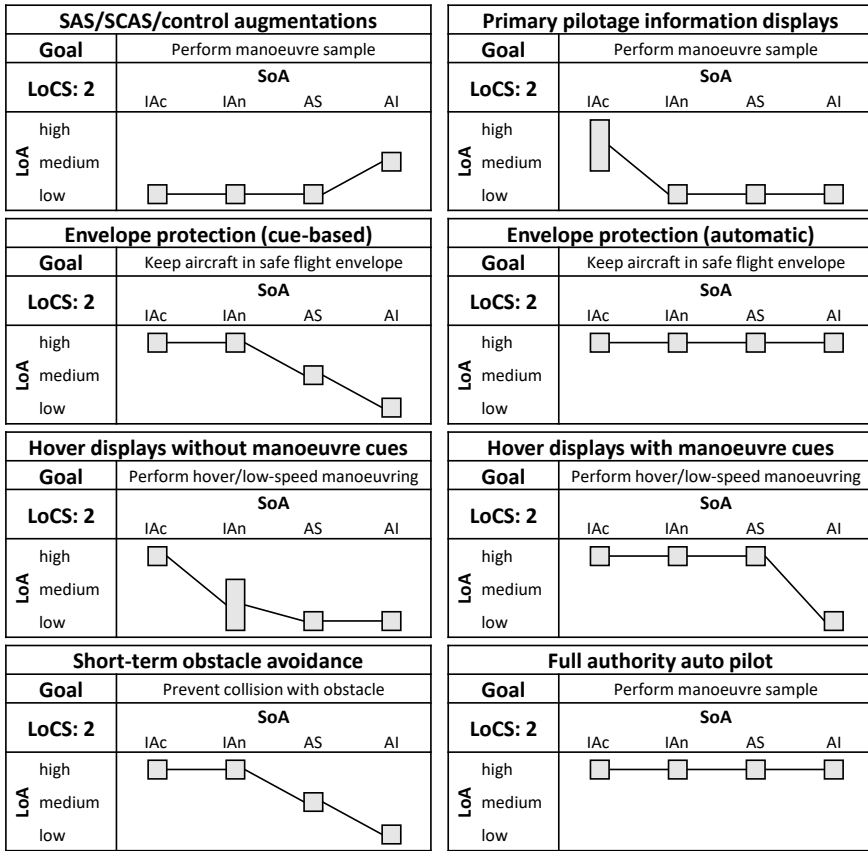 SAS/SCAS/control augmentations
Goal Perform manoeuvre sample
LoCS: 2 SoA
IAc IAn AS AI
LoA
high
medium
low
Primary pilotage information displays
Goal Perform manoeuvre sample
LoCS: 2 SoA
IAc IAn AS AI
LoA
high
medium
low
Envelope protection (cue-based)
Goal Keep aircraft in safe flight envelope
LoCS: 2 SoA
IAc IAn AS AI
LoA
high
medium
low
Envelope protection (automatic)
Goal Keep aircraft in safe flight envelope
LoCS: 2 SoA
IAc IAn AS AI
LoA
high
medium
low
Hover displays without manoeuvre cues
Goal Perform hover/low-speed manoeuvring
LoCS: 2 SoA
IAc IAn AS AI
LoA
high
medium
low
Hover displays with manoeuvre cues
Goal Perform hover/low-speed manoeuvring
LoCS: 2 SoA
IAc IAn AS AI
LoA
high
medium
low
Short-term obstacle avoidance
Goal Prevent collision with obstacle
LoCS: 2 SoA
IAc IAn AS AI
LoA
high
medium
low
Full authority auto pilot
Goal Perform manoeuvre sample
LoCS: 2 SoA
IAc IAn AS AI
LoA
high
medium
low